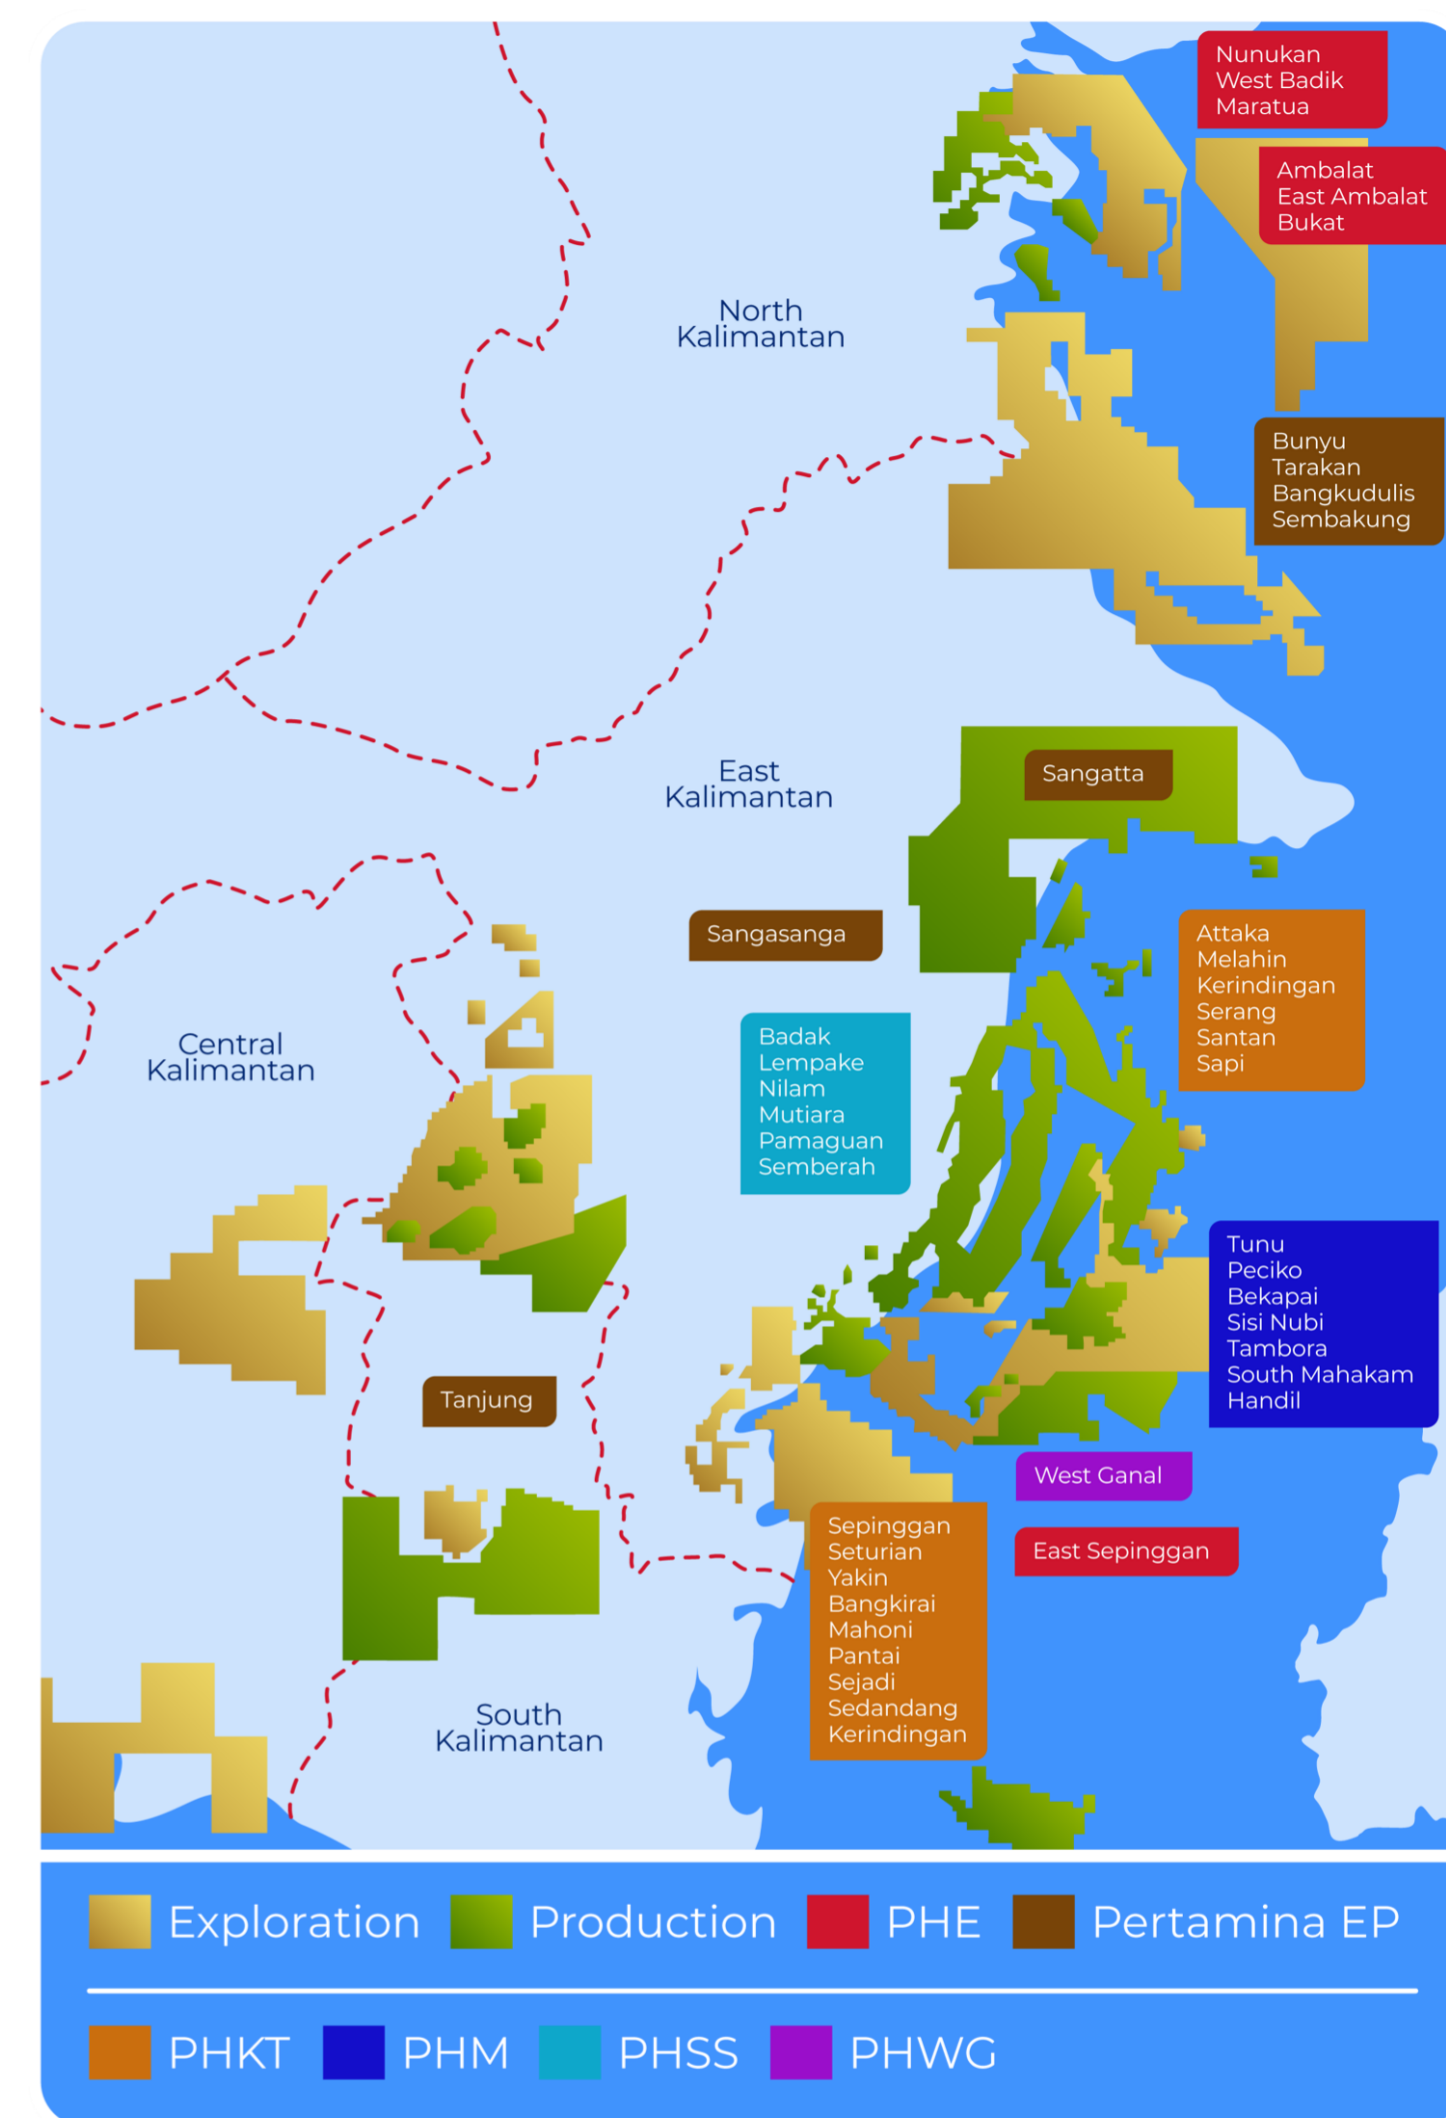 Nunukan
West Badik
Maratua
Ambalat
East Ambalat
Bukat
North
Kalimantan
Bunyu
Tarakan
Bangkudulis
Sembakung
East
Kalimantan
Sangatta
Sangasanga
Attaka
Melahin
Kerindingan
Serang
Santan
Sapi
Central
Kalimantan
Badak
Lempake
Nilam
Mutiara
Pamaguan
Semberah
Tunu
Peciko
Bekapai
Sisi Nubi
Tambora
South Mahakam
Handil
Tanjung
West Ganal
East Sepinggan
Sepinggan
Seturian
Yakin
Bangkirai
Mahoni
Pantai
Sejadi
Sedandang
Kerindingan
South
Kalimantan
Exploration
Production
PHE
Pertamina EP
PHKT
PHM
PHSS
PHWG